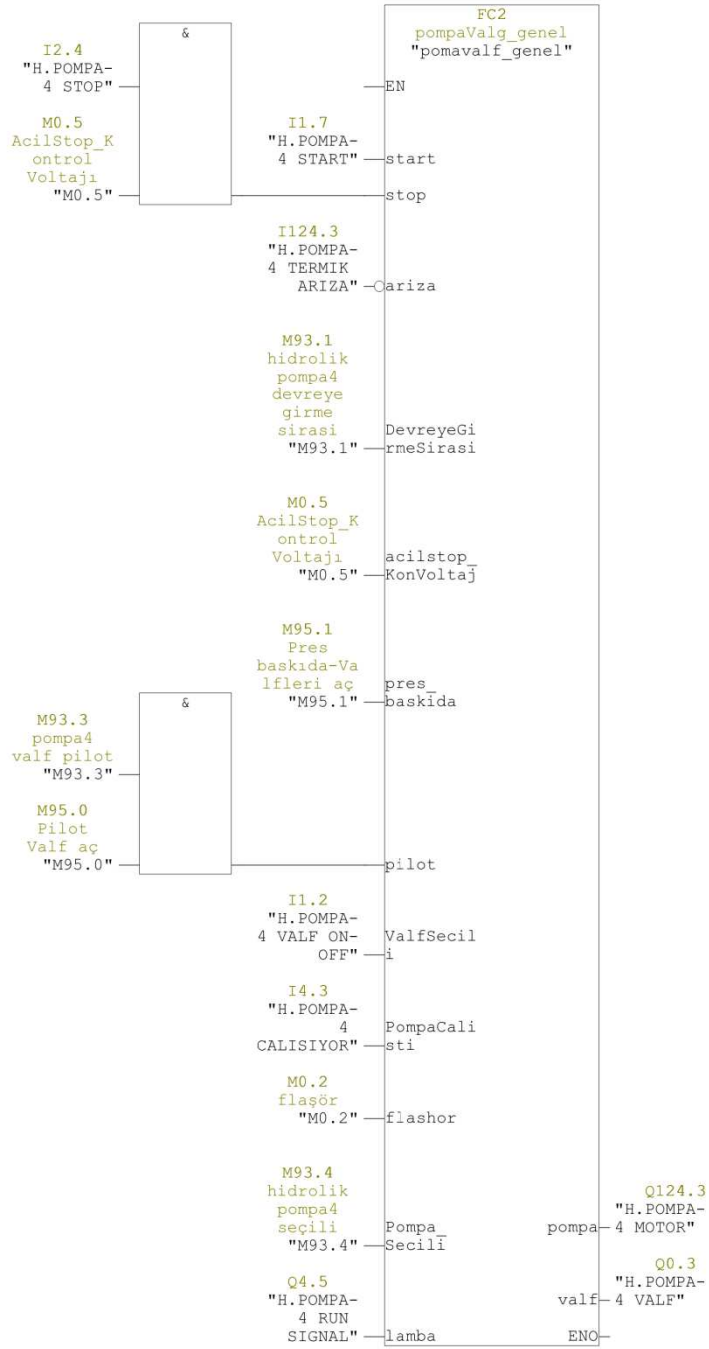 FC2
pompaValg_genel
"pomavalf_genel"
&
I2.4
"H.POMPA-
4 STOP"
EN
M0.5
AcilStop_K
ontrol
Voltajı
"M0.5"
I1.7
"H.POMPA-
4 START"
start
stop
I124.3
"H.POMPA-
4 TERMIK
ARIZA"
ariza
M93.1
hidrolik
pompa4
devreye
girme
sirasi
"M93.1"
DevreyeGi
rmeSirasi
M0.5
AcilStop_K
ontrol
Voltajı
"M0.5"
acilstop_
KonVoltaj
M95.1
Pres
baskıda-Va
lfleri aç
"M95.1"
pres_
baskida
&
M93.3
pompa4
valf pilot
"M93.3"
M95.0
Pilot
Valf aç
"M95.0"
pilot
I1.2
"H.POMPA-
4 VALF ON-
OFF"
ValfSecil
i
I4.3
"H.POMPA-
4
CALISIYOR"
PompaCali
sti
M0.2
flaşör
"M0.2"
flashor
M93.4
hidrolik
pompa4
seçili
"M93.4"
Pompa_
Secili
Q124.3
"H.POMPA-
4 MOTOR"
pompa
Q0.3
"H.POMPA-
4 VALF"
valf
Q4.5
"H.POMPA-
4 RUN
SIGNAL"
lamba
ENO